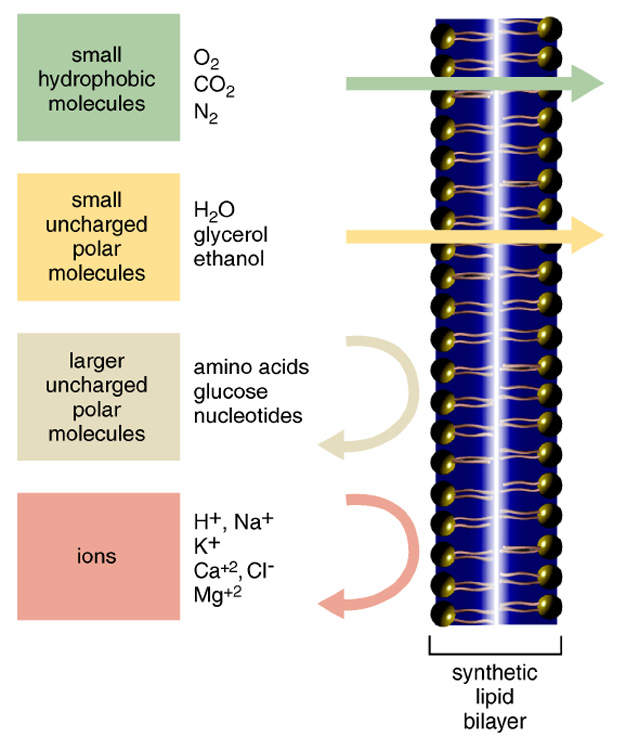 small
hydrophobic
molecules
O₂
CO₂
N₂
small
uncharged
polar
molecules
H₂O
glycerol
ethanol
larger
uncharged
polar
molecules
amino acids
glucose
nucleotides
ions
H⁺, Na⁺
K⁺
Ca⁺², Cl⁻
Mg⁺²
synthetic
lipid
bilayer